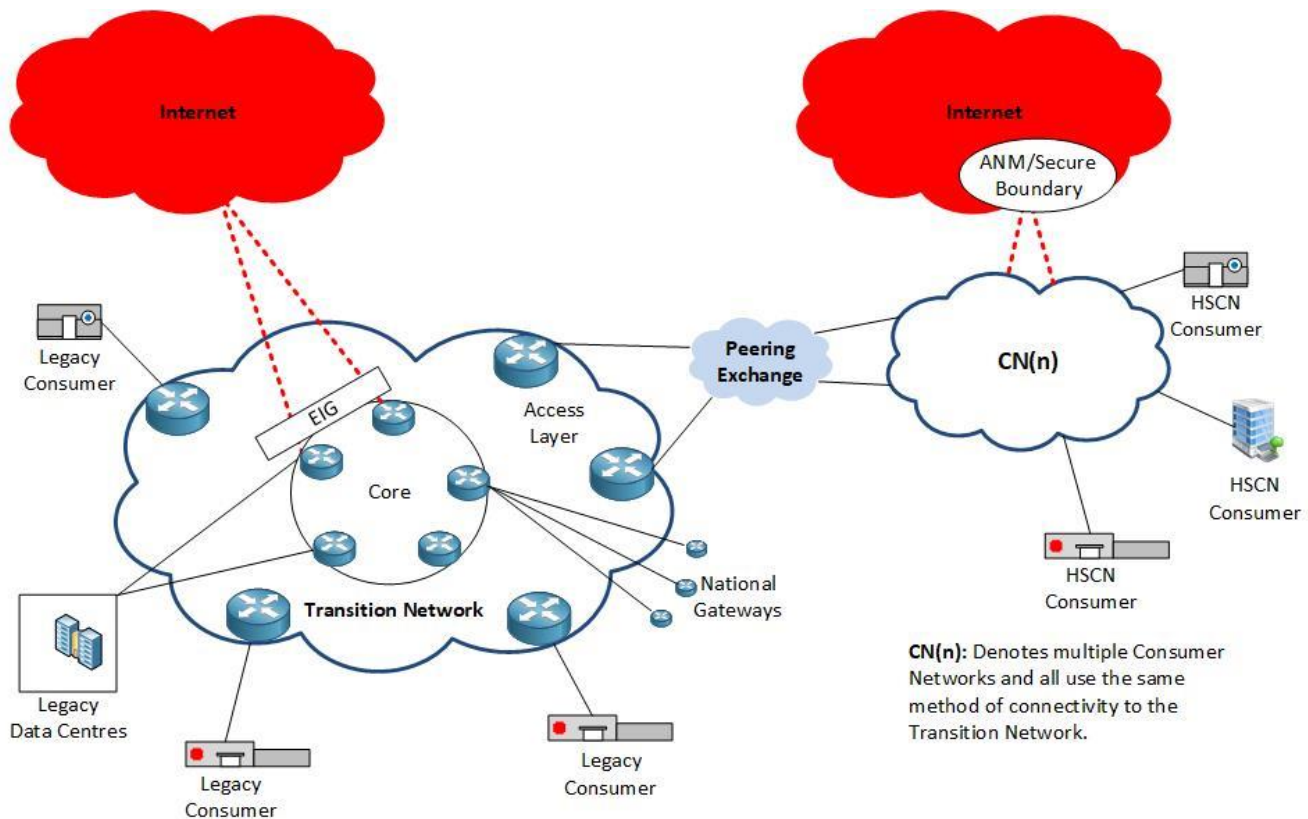 Internet
Internet
ANM/Secure
Boundary
Legacy
Consumer
HSCN
Consumer
EIG
Access
Layer
Peering
Exchange
CN(n)
Core
HSCN
Consumer
HSCN
Consumer
National
Gateways
Transition Network
Legacy
Data Centres
Legacy
Consumer
Legacy
Consumer
CN(n): Denotes multiple Consumer
Networks and all use the same
method of connectivity to the
Transition Network.